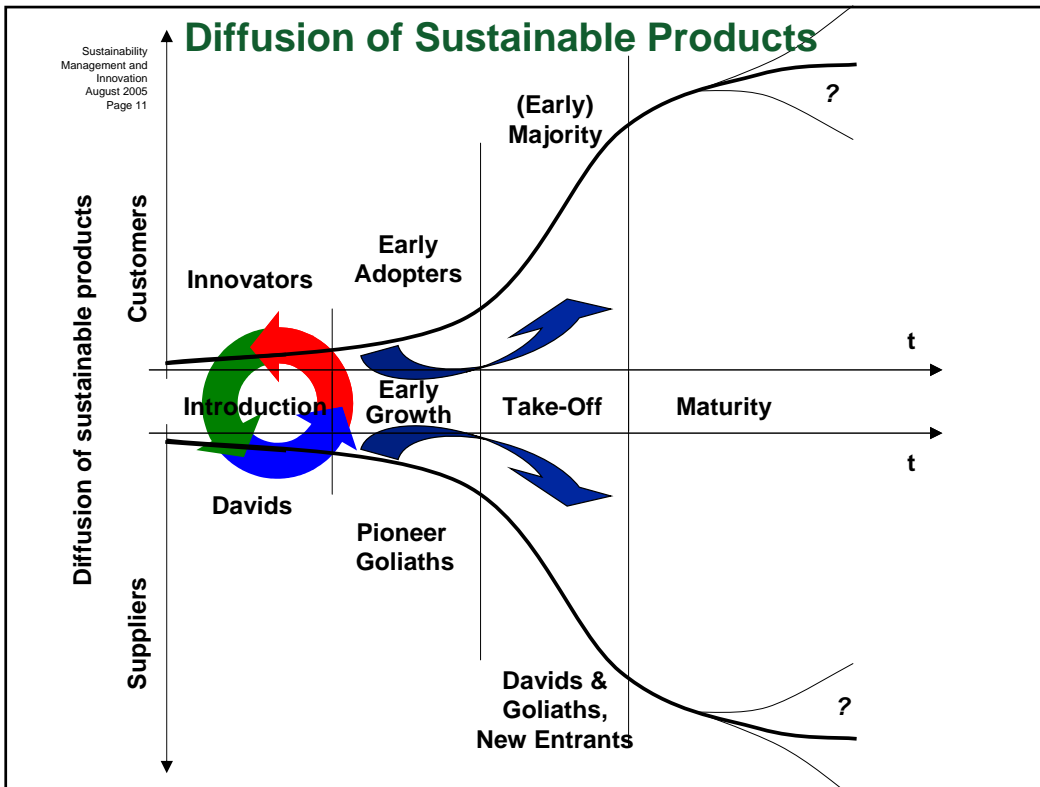 Diffusion of Sustainable Products
Sustainability
Management and
Innovation
August 2005
Page 11
(Early)
Majority
?
Diffusion of sustainable products
Customers
Early
Adopters
Innovators
t
Introduction
Early
Growth
Take-Off
Maturity
t
Davids
Pioneer
Goliaths
Suppliers
Davids &
Goliaths,
New Entrants
?